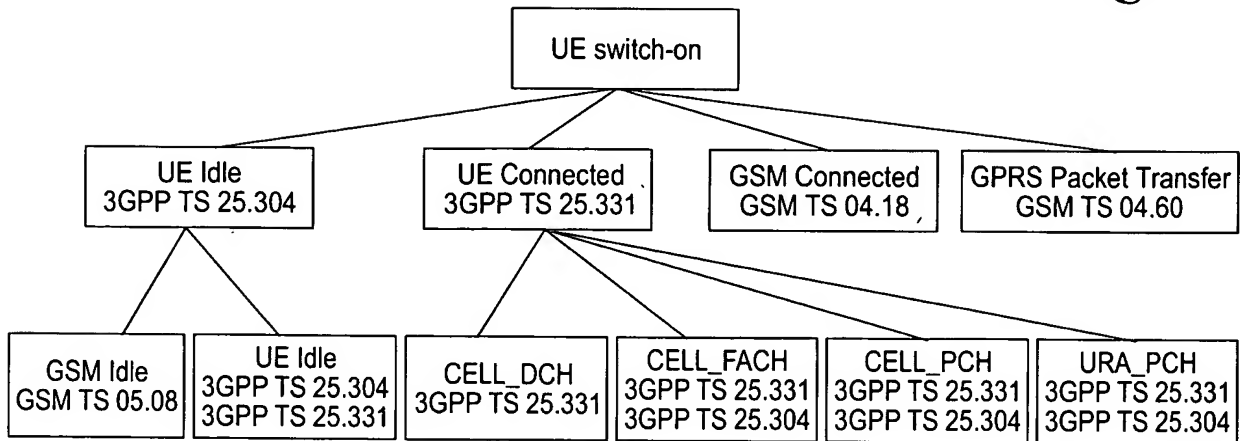 UE switch-on
UE Idle
3GPP TS 25.304
UE Connected
3GPP TS 25.331
GSM Connected
GSM TS 04.18
GPRS Packet Transfer
GSM TS 04.60
GSM Idle
GSM TS 05.08
UE Idle
3GPP TS 25.304
3GPP TS 25.331
CELL_DCH
3GPP TS 25.331
CELL_FACH
3GPP TS 25.331
3GPP TS 25.304
CELL_PCH
3GPP TS 25.331
3GPP TS 25.304
URA_PCH
3GPP TS 25.331
3GPP TS 25.304